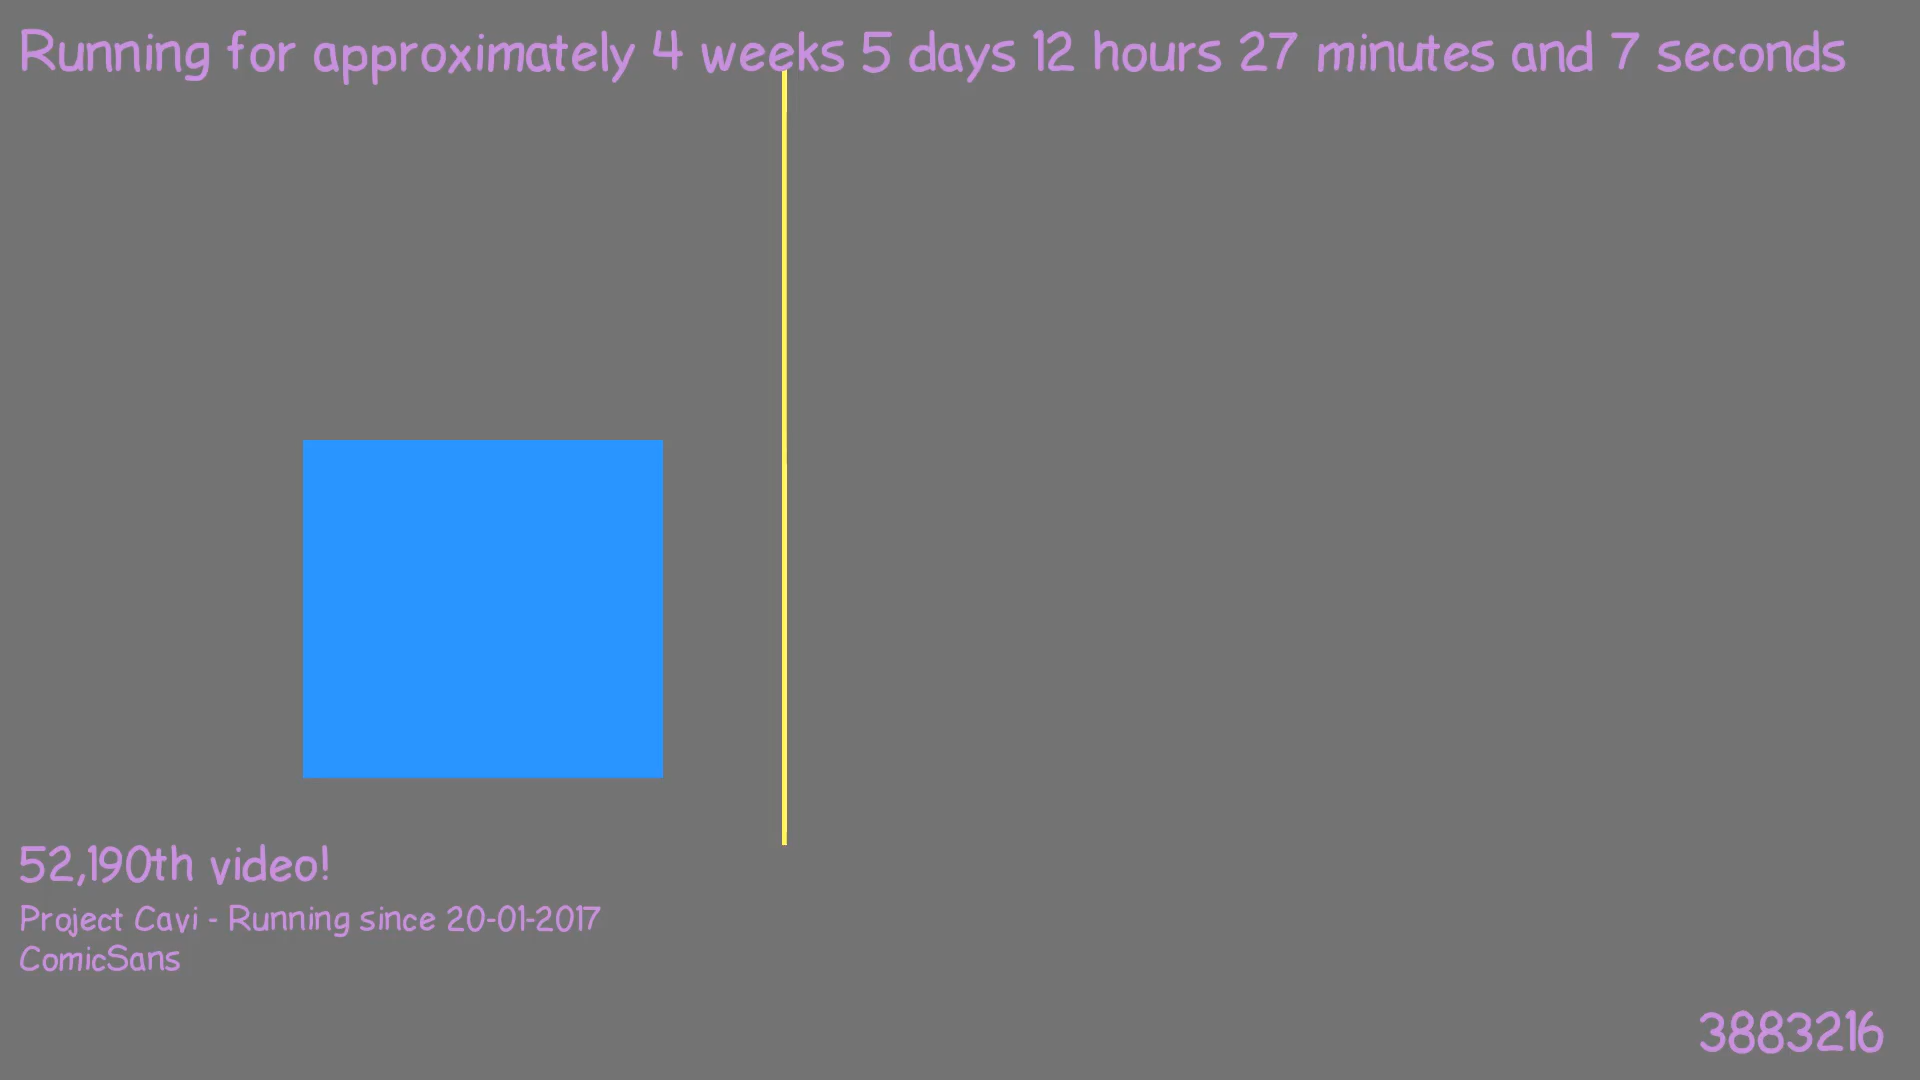 Running for approximately 4 weeks 5 days 12 hours 27 minutes and 7 seconds
52,190th video!
Project Cavi - Running since 20-01-2017
ComicSans
3883216